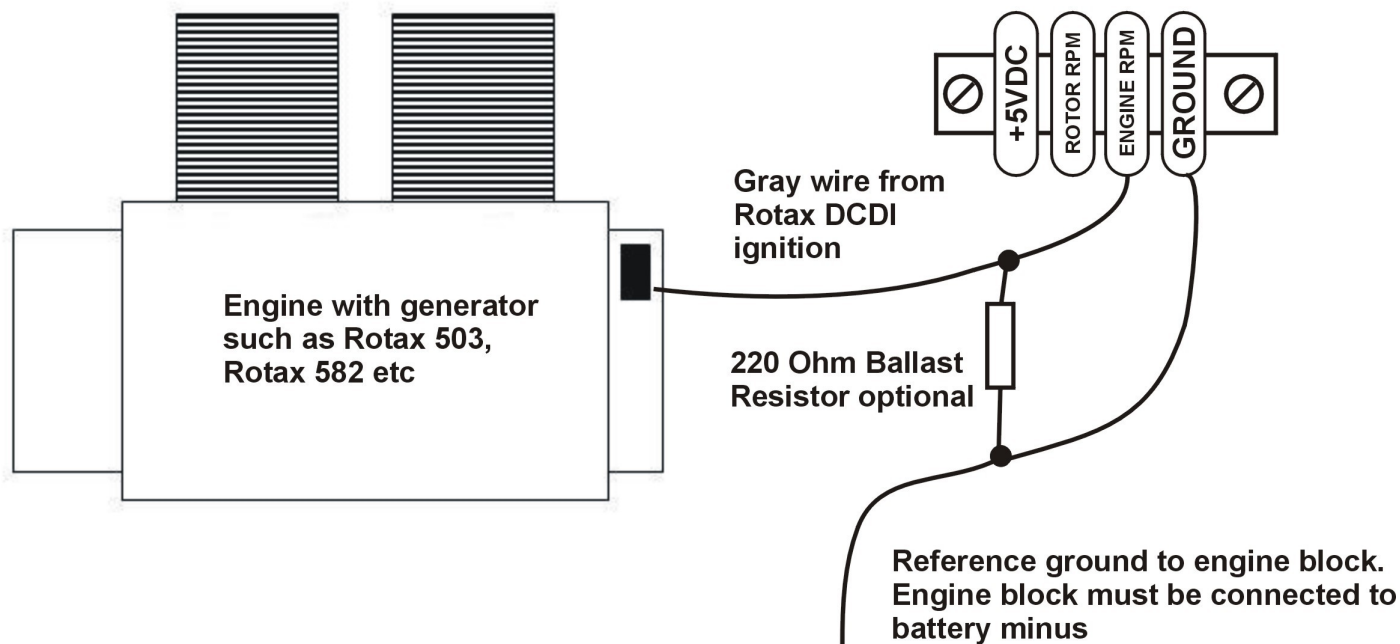 +5VDC
ROTOR RPM
ENGINE RPM
GROUND
Gray wire from
Rotax DCDI
ignition
Engine with generator
such as Rotax 503,
Rotax 582 etc
220 Ohm Ballast
Resistor optional
Reference ground to engine block.
Engine block must be connected to
battery minus